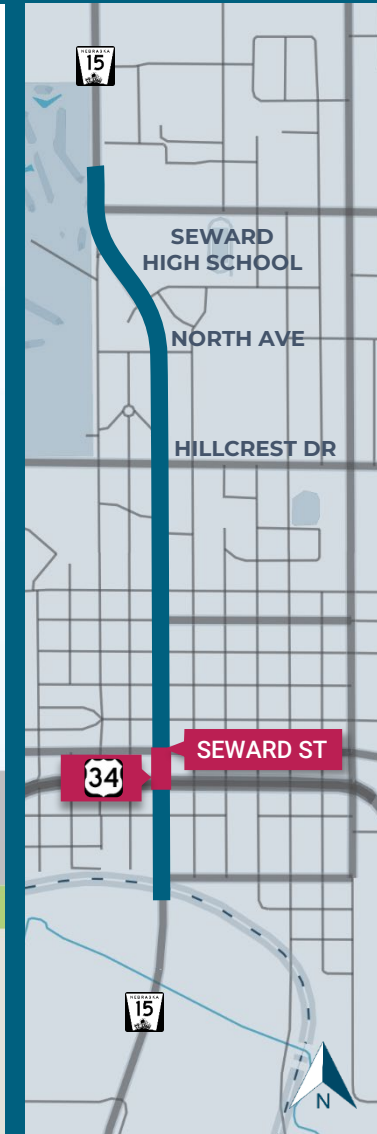 NEBRASKA
15
SEWARD
HIGH SCHOOL
NORTH AVE
HILLCREST DR
SEWARD ST
34
NEBRASKA
15
N